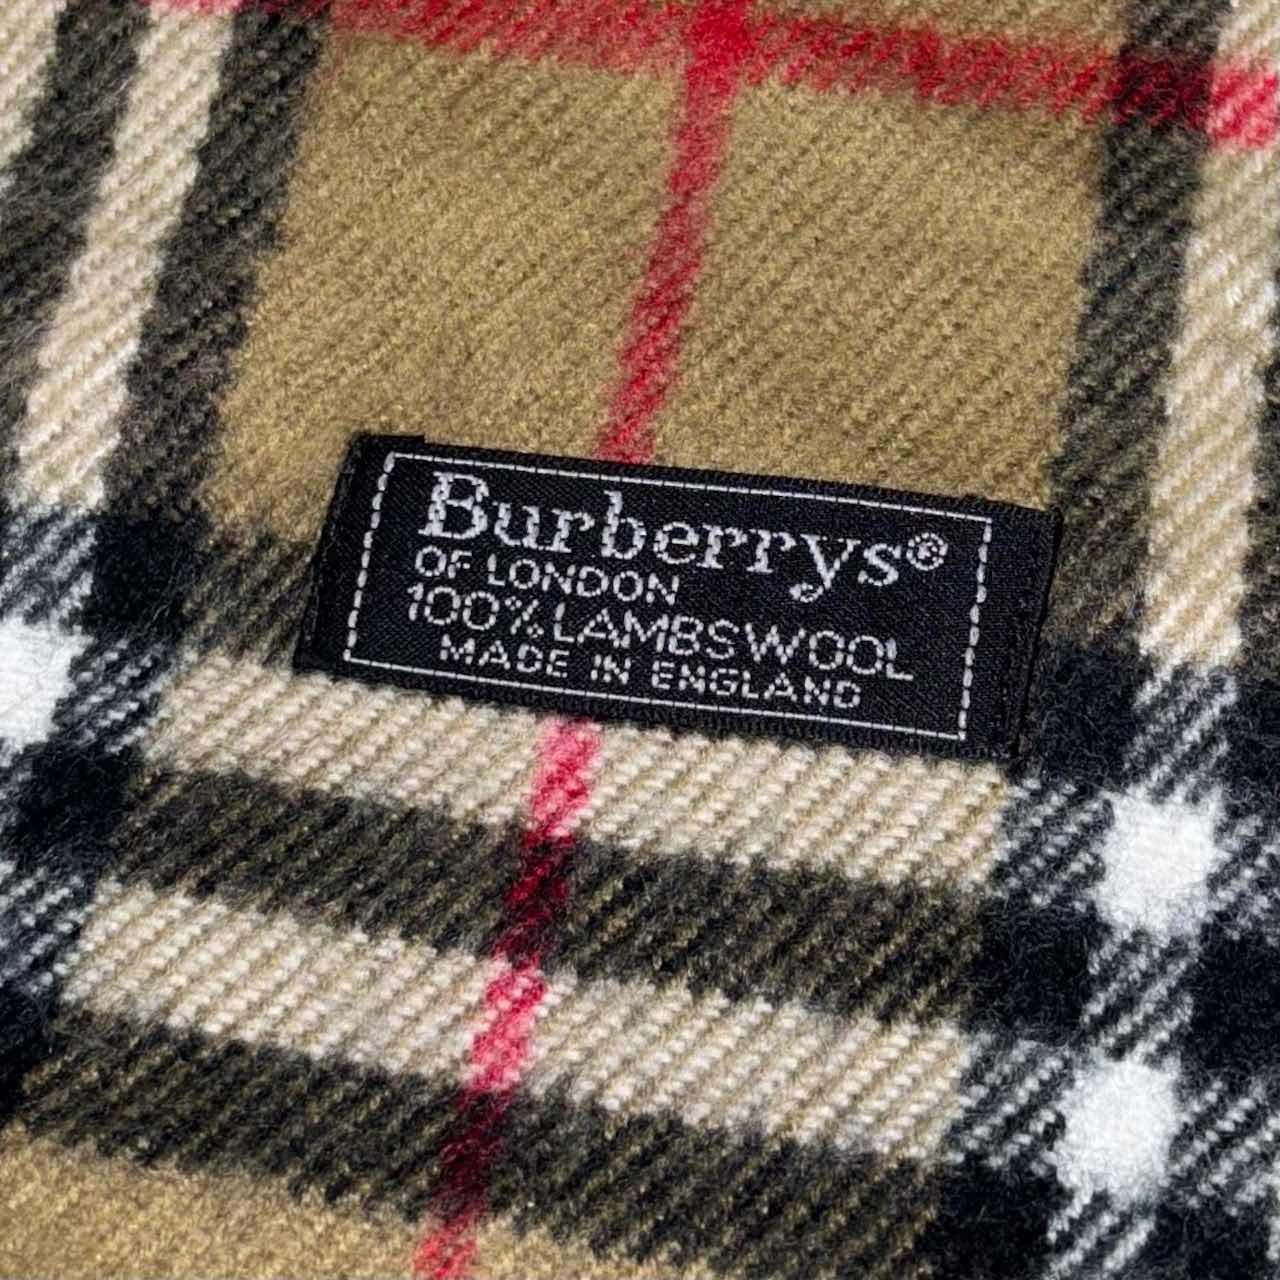 Burberrys®
OF LONDON
100% LAMBSWOOL
MADE IN ENGLAND